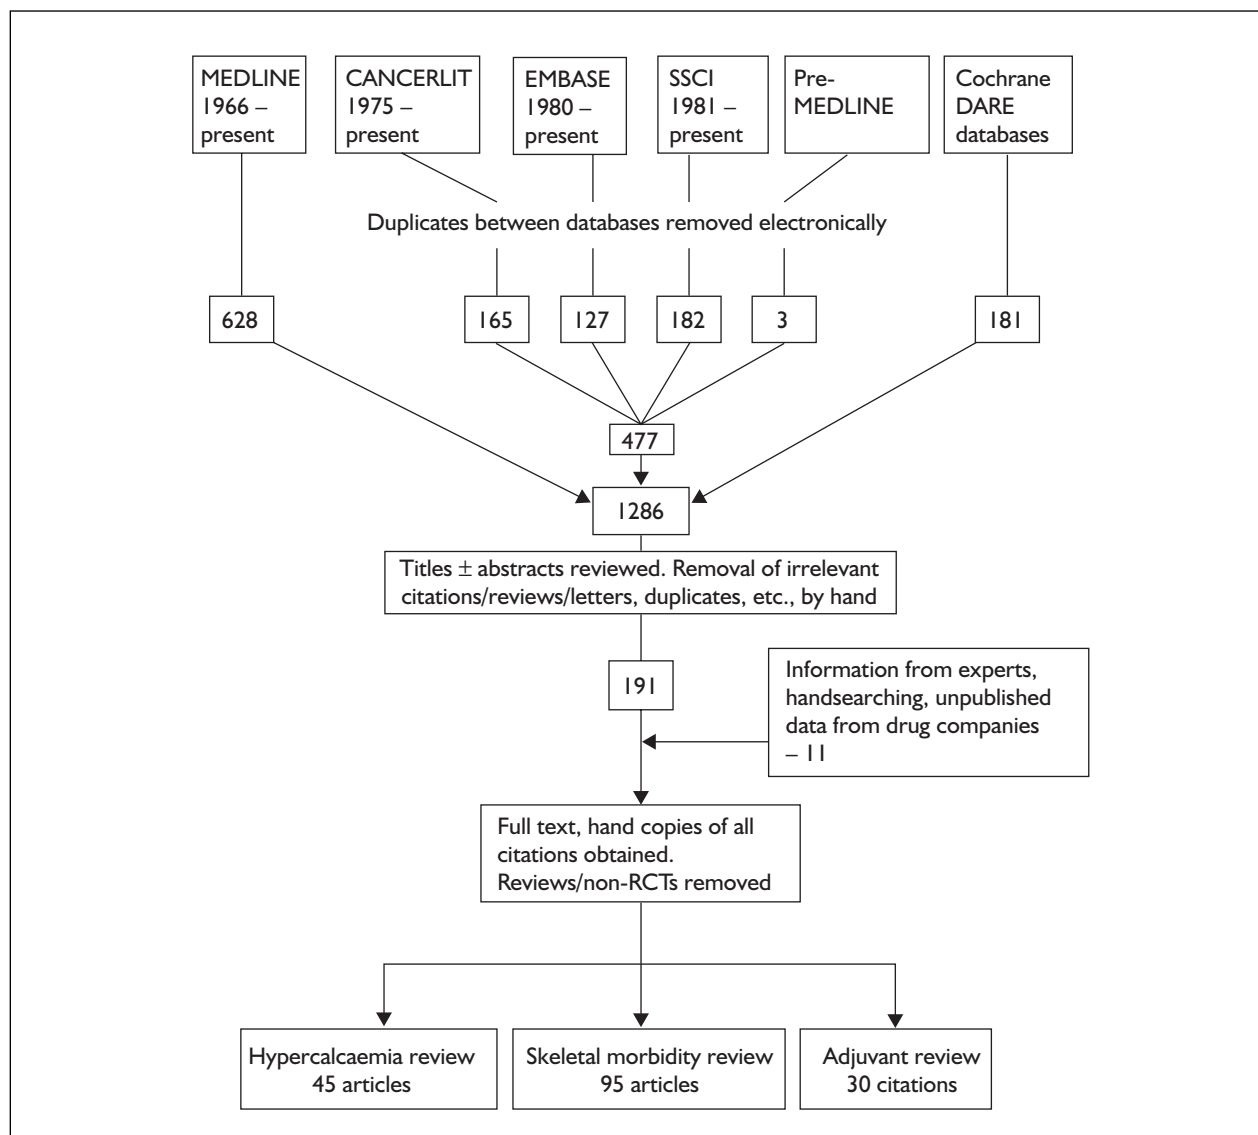 MEDLINE
1966 –
present
CANCERLIT
1975 –
present
EMBASE
1980 –
present
SSCI
1981 –
present
Pre-
MEDLINE
Cochrane
DARE
databases
Duplicates between databases removed electronically
628
165
127
182
3
181
477
1286
Titles ± abstracts reviewed. Removal of irrelevant
citations/reviews/letters, duplicates, etc., by hand
191
Information from experts,
handsearching, unpublished
data from drug companies
– 11
Full text, hand copies of all
citations obtained.
Reviews/non-RCTs removed
Hypercalcaemia review
45 articles
Skeletal morbidity review
95 articles
Adjuvant review
30 citations